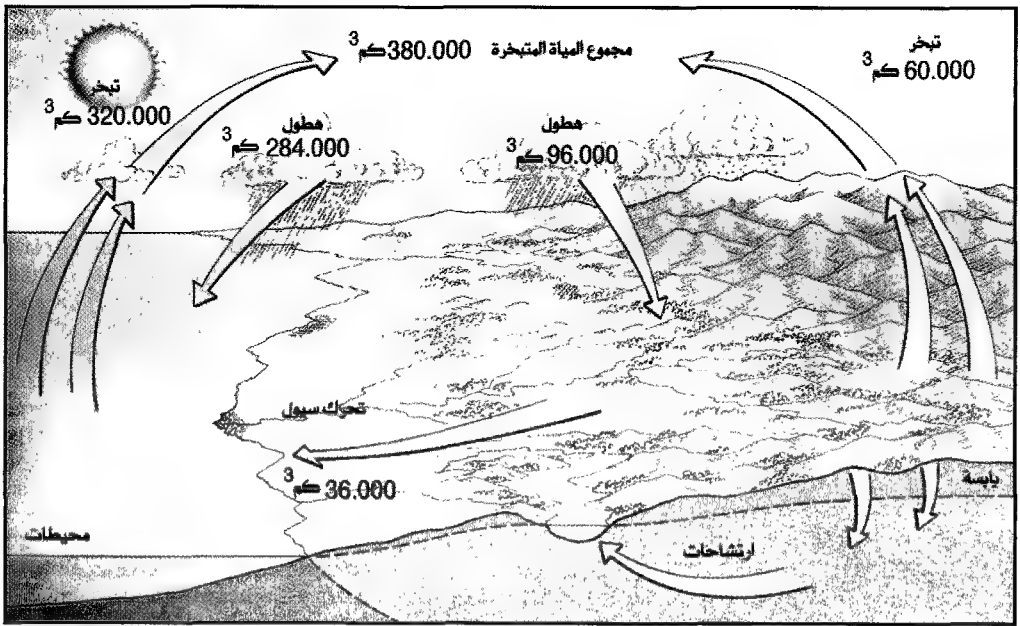 مجموع المياة المتبخرة 380.000 كم3
تبخر
60.000 كم3
تبخر
320.000 كم3
هطول
284.000 كم3
هطول
96.000 كم3
تحرك سيول
36.000 كم3
يابسة
محيطات
ارتشاحات